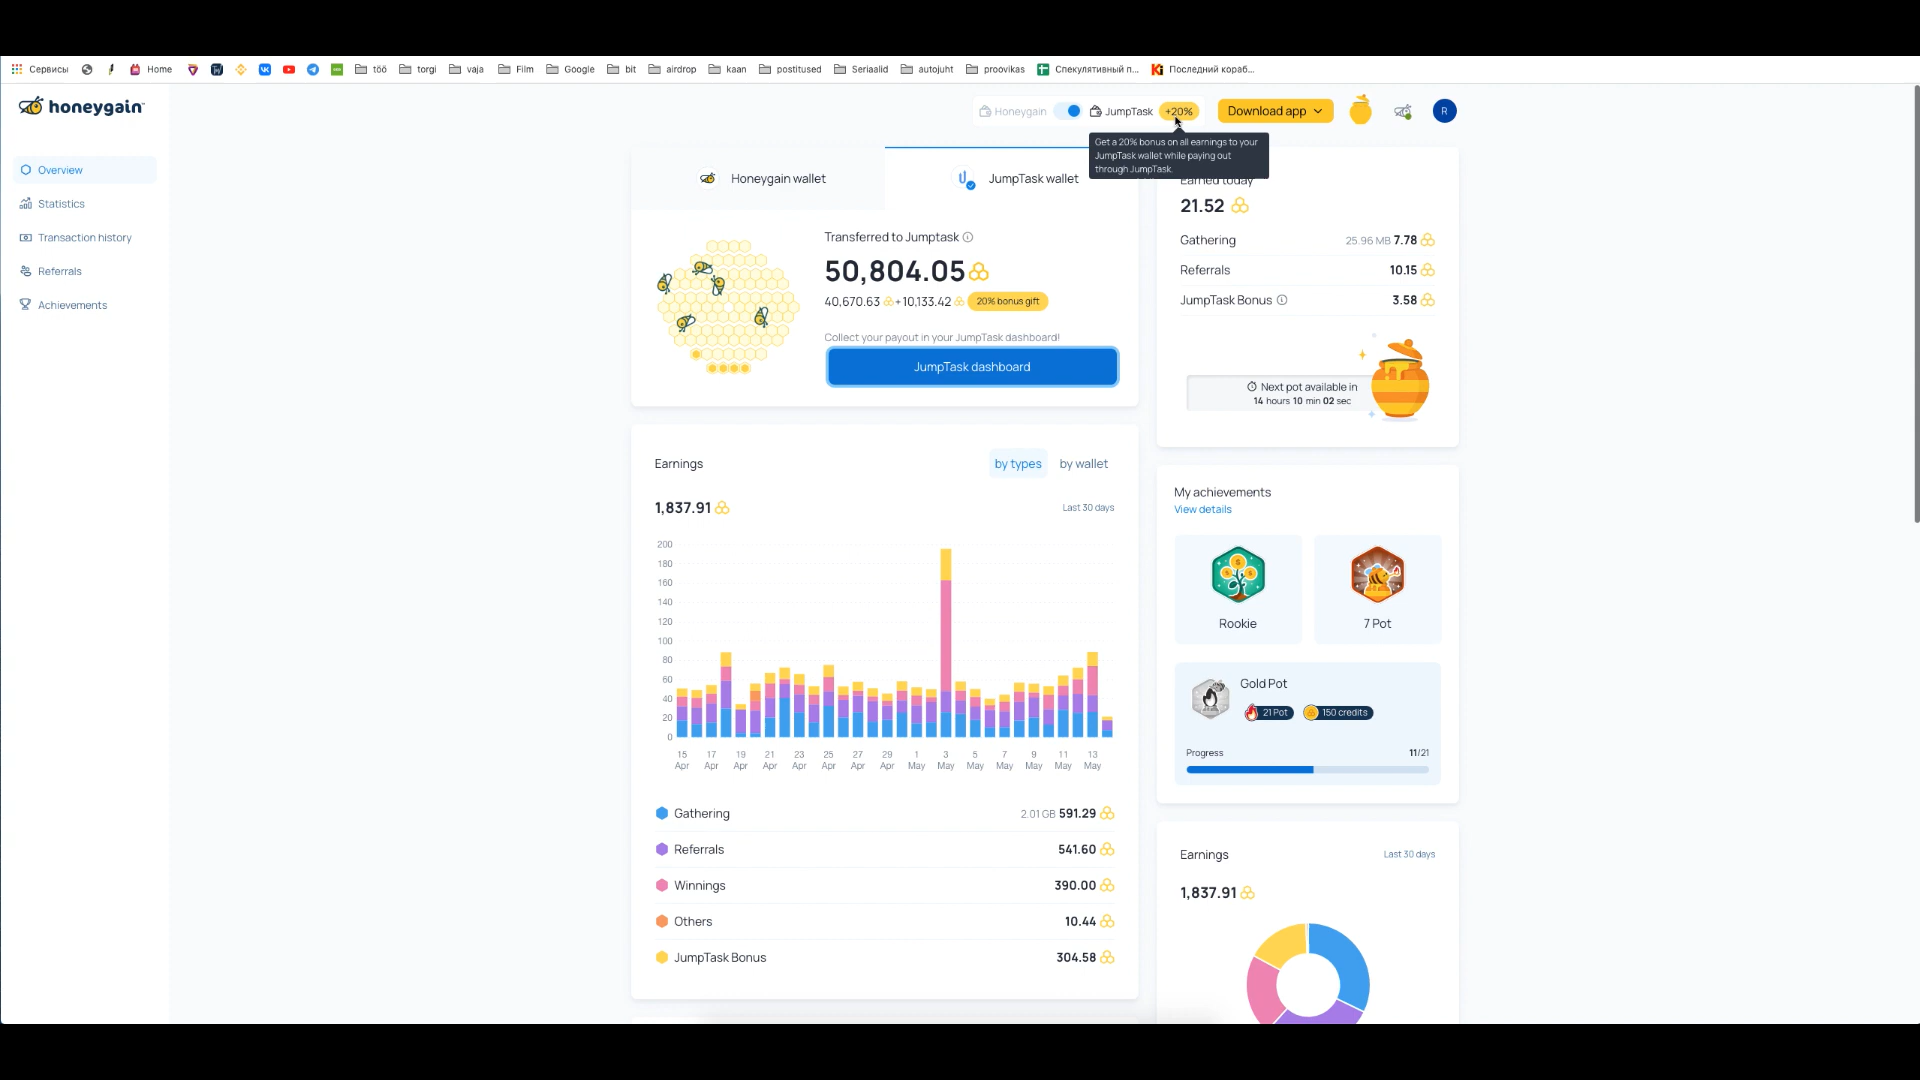 Сервисы
Home
töö
torgi
vaja
Film
Google
bit
airdrop
kaan
postitused
Seriaalid
autojuht
proovikas
Спекулятивный п...
Последний кораб...
honeygain
Honeygain
JumpTask
+20%
Download app
R
Get a 20% bonus on all earnings to your
JumpTask wallet while paying out
through JumpTask.
Overview
Statistics
Transaction history
Referrals
Achievements
Honeygain wallet
JumpTask wallet
Transferred to Jumptask
50,804.05
40,670.63 + 10,133.42 20% bonus gift
Collect your payout in your JumpTask dashboard!
JumpTask dashboard
Earned today
21.52
Gathering 25.96 MB 7.78
Referrals 10.15
JumpTask Bonus 3.58
Next pot available in
14 hours 10 min 02 sec
Earnings
by types by wallet
1,837.91
Last 30 days
200
180
160
140
120
100
80
60
40
20
0
15 17 19 21 23 25 27 29 1 3 5 7 9 11 13
Apr Apr Apr Apr Apr Apr Apr Apr May May May May May May May
Gathering 2.01 GB 591.29
Referrals 541.60
Winnings 390.00
Others 10.44
JumpTask Bonus 304.58
My achievements
View details
Rookie
7 Pot
Gold Pot
21 Pot
150 credits
Progress 11/21
Earnings Last 30 days
1,837.91